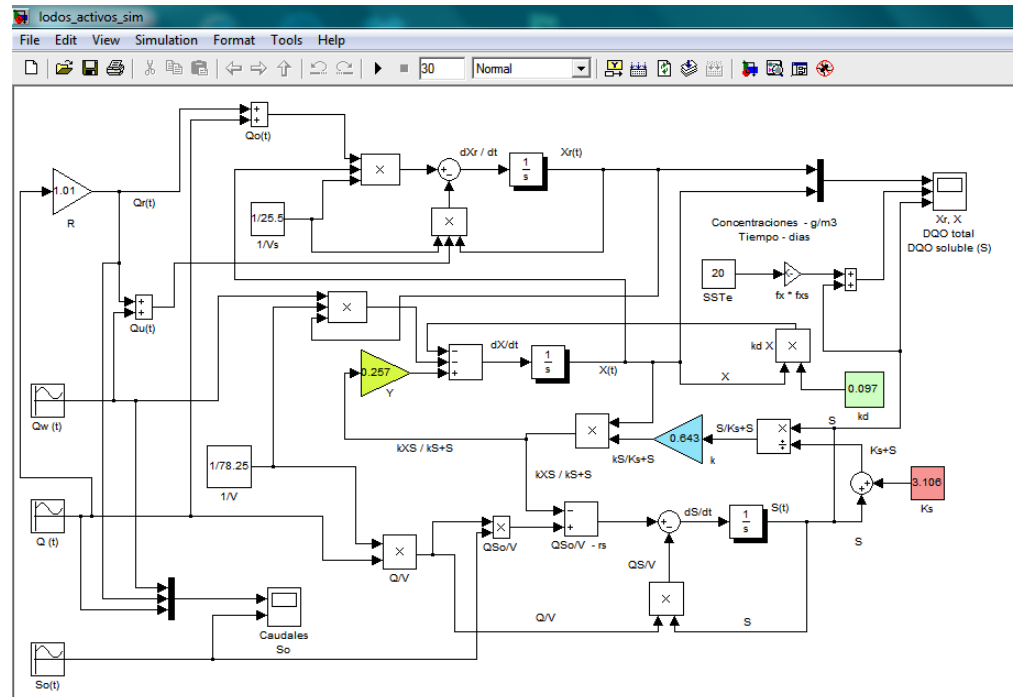 lodos_activos_sim
File Edit View Simulation Format Tools Help
30 Normal
Qo(t)
dXr / dt
Xr(t)
1
s
1.01
R
Qr(t)
1/25.5
1/Vs
Concentraciones - g/m3
Tiempo - dias
Xr, X
DQO total
DQO soluble (S)
20
SSTe
fx * fxs
Qu(t)
dX/dt
1
s
X(t)
kd X
X
0.257
Y
0.097
kd
Qw (t)
kXS / kS+S
kS/Ks+S
0.643
k
S/Ks+S
S
Ks+S
1/78.25
1/V
kXS / kS+S
3.106
Ks
Q (t)
Q/V
QSo/V
QSo/V - rs
dS/dt
1
s
S(t)
S
QS/V
Q/V
S
Caudales
So
So(t)